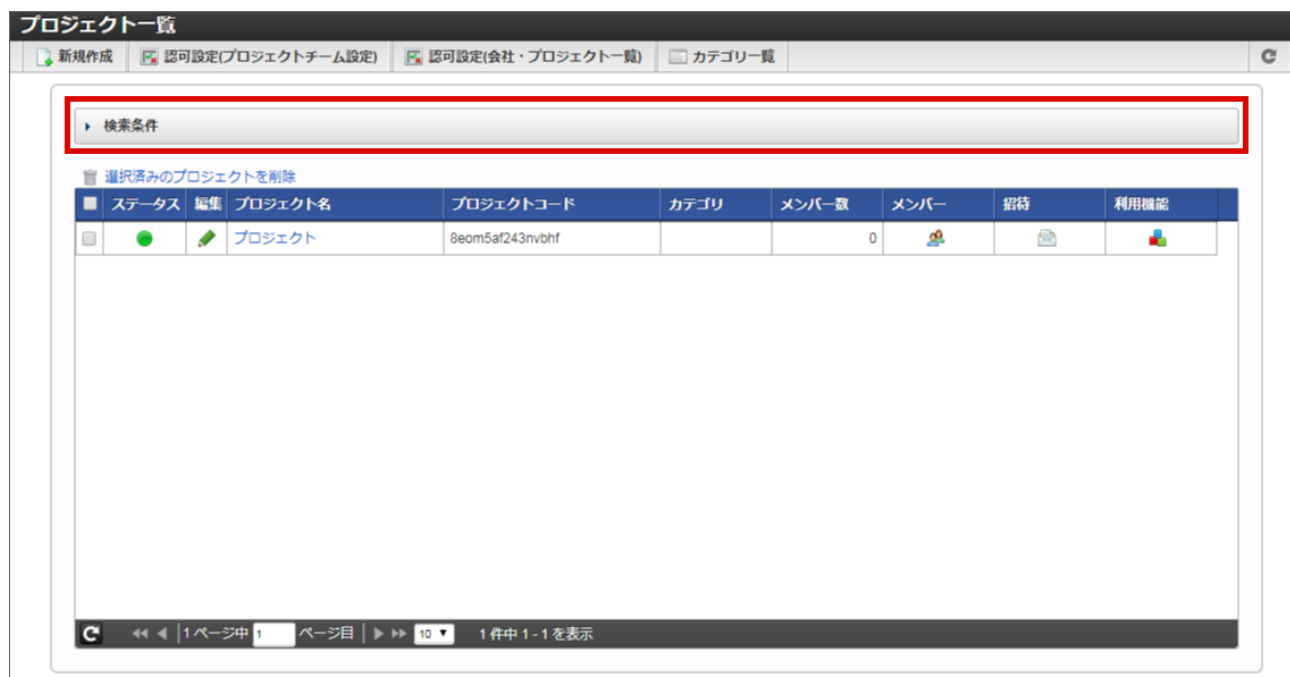 プロジェクト一覧
新規作成 認可設定(プロジェクトチーム設定) 認可設定(会社・プロジェクト一覧) カテゴリ一覧
検索条件
選択済みのプロジェクトを削除
ステータス 編集 プロジェクト名 プロジェクトコード カテゴリ メンバー数 メンバー 招待 利用機能
プロジェクト 8eom5af243nvbhf 0
1 ページ中 1 ページ目 10 1 件中 1 - 1 を表示